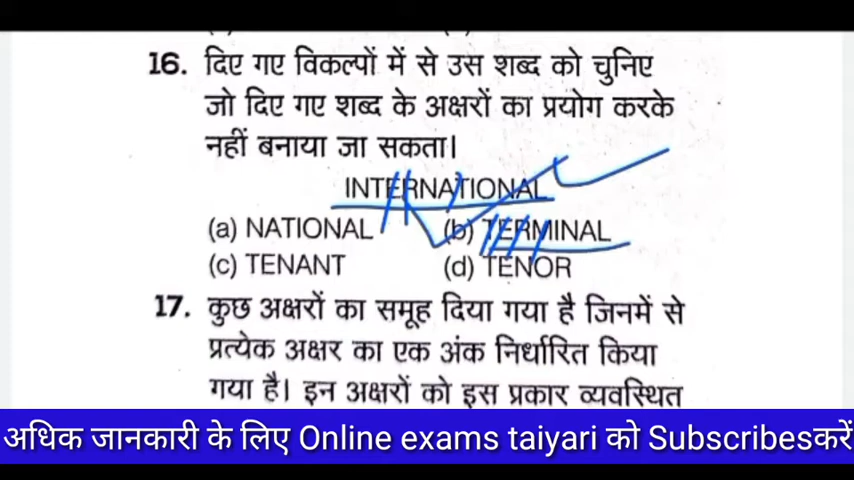 16. दिए गए विकल्पों में से उस शब्द को चुनिए
जो दिए गए शब्द के अक्षरों का प्रयोग करके
नहीं बनाया जा सकता।
INTERNATIONAL
(a) NATIONAL (b) TERMINAL
(c) TENANT (d) TENOR
17. कुछ अक्षरों का समूह दिया गया है जिनमें से
प्रत्येक अक्षर का एक अंक निर्धारित किया
गया है। इन अक्षरों को इस प्रकार व्यवस्थित
अधिक जानकारी के लिए Online exams taiyari को Subscribesकरें